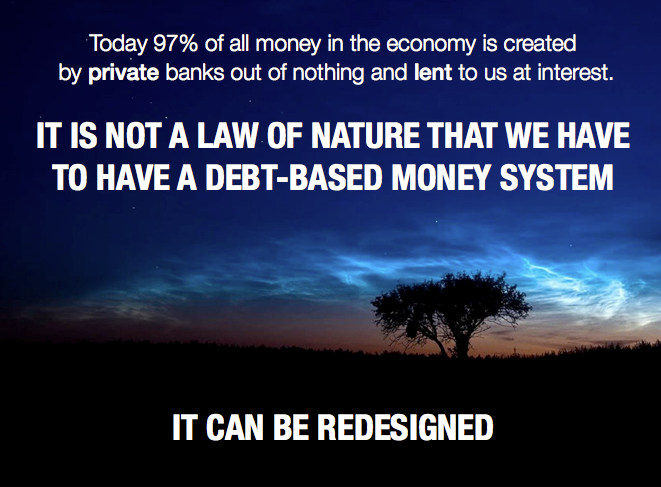 Today 97% of all money in the economy is created
by private banks out of nothing and lent to us at interest.
IT IS NOT A LAW OF NATURE THAT WE HAVE
TO HAVE A DEBT-BASED MONEY SYSTEM
IT CAN BE REDESIGNED